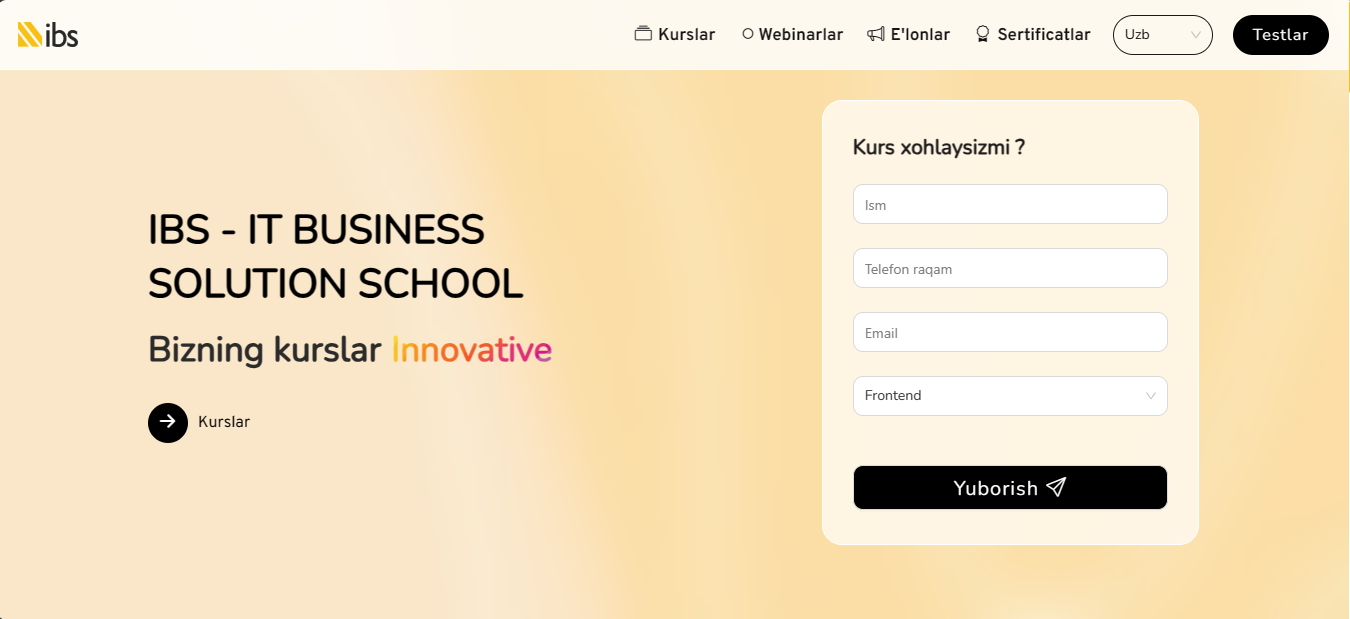 ibs
Kurslar
Webinarlar
E'lonlar
Sertificatlar
Uzb
Testlar
IBS - IT BUSINESS
SOLUTION SCHOOL
Bizning kurslar Innovative
Kurslar
Kurs xohlaysizmi ?
Ism
Telefon raqam
Email
Frontend
Yuborish